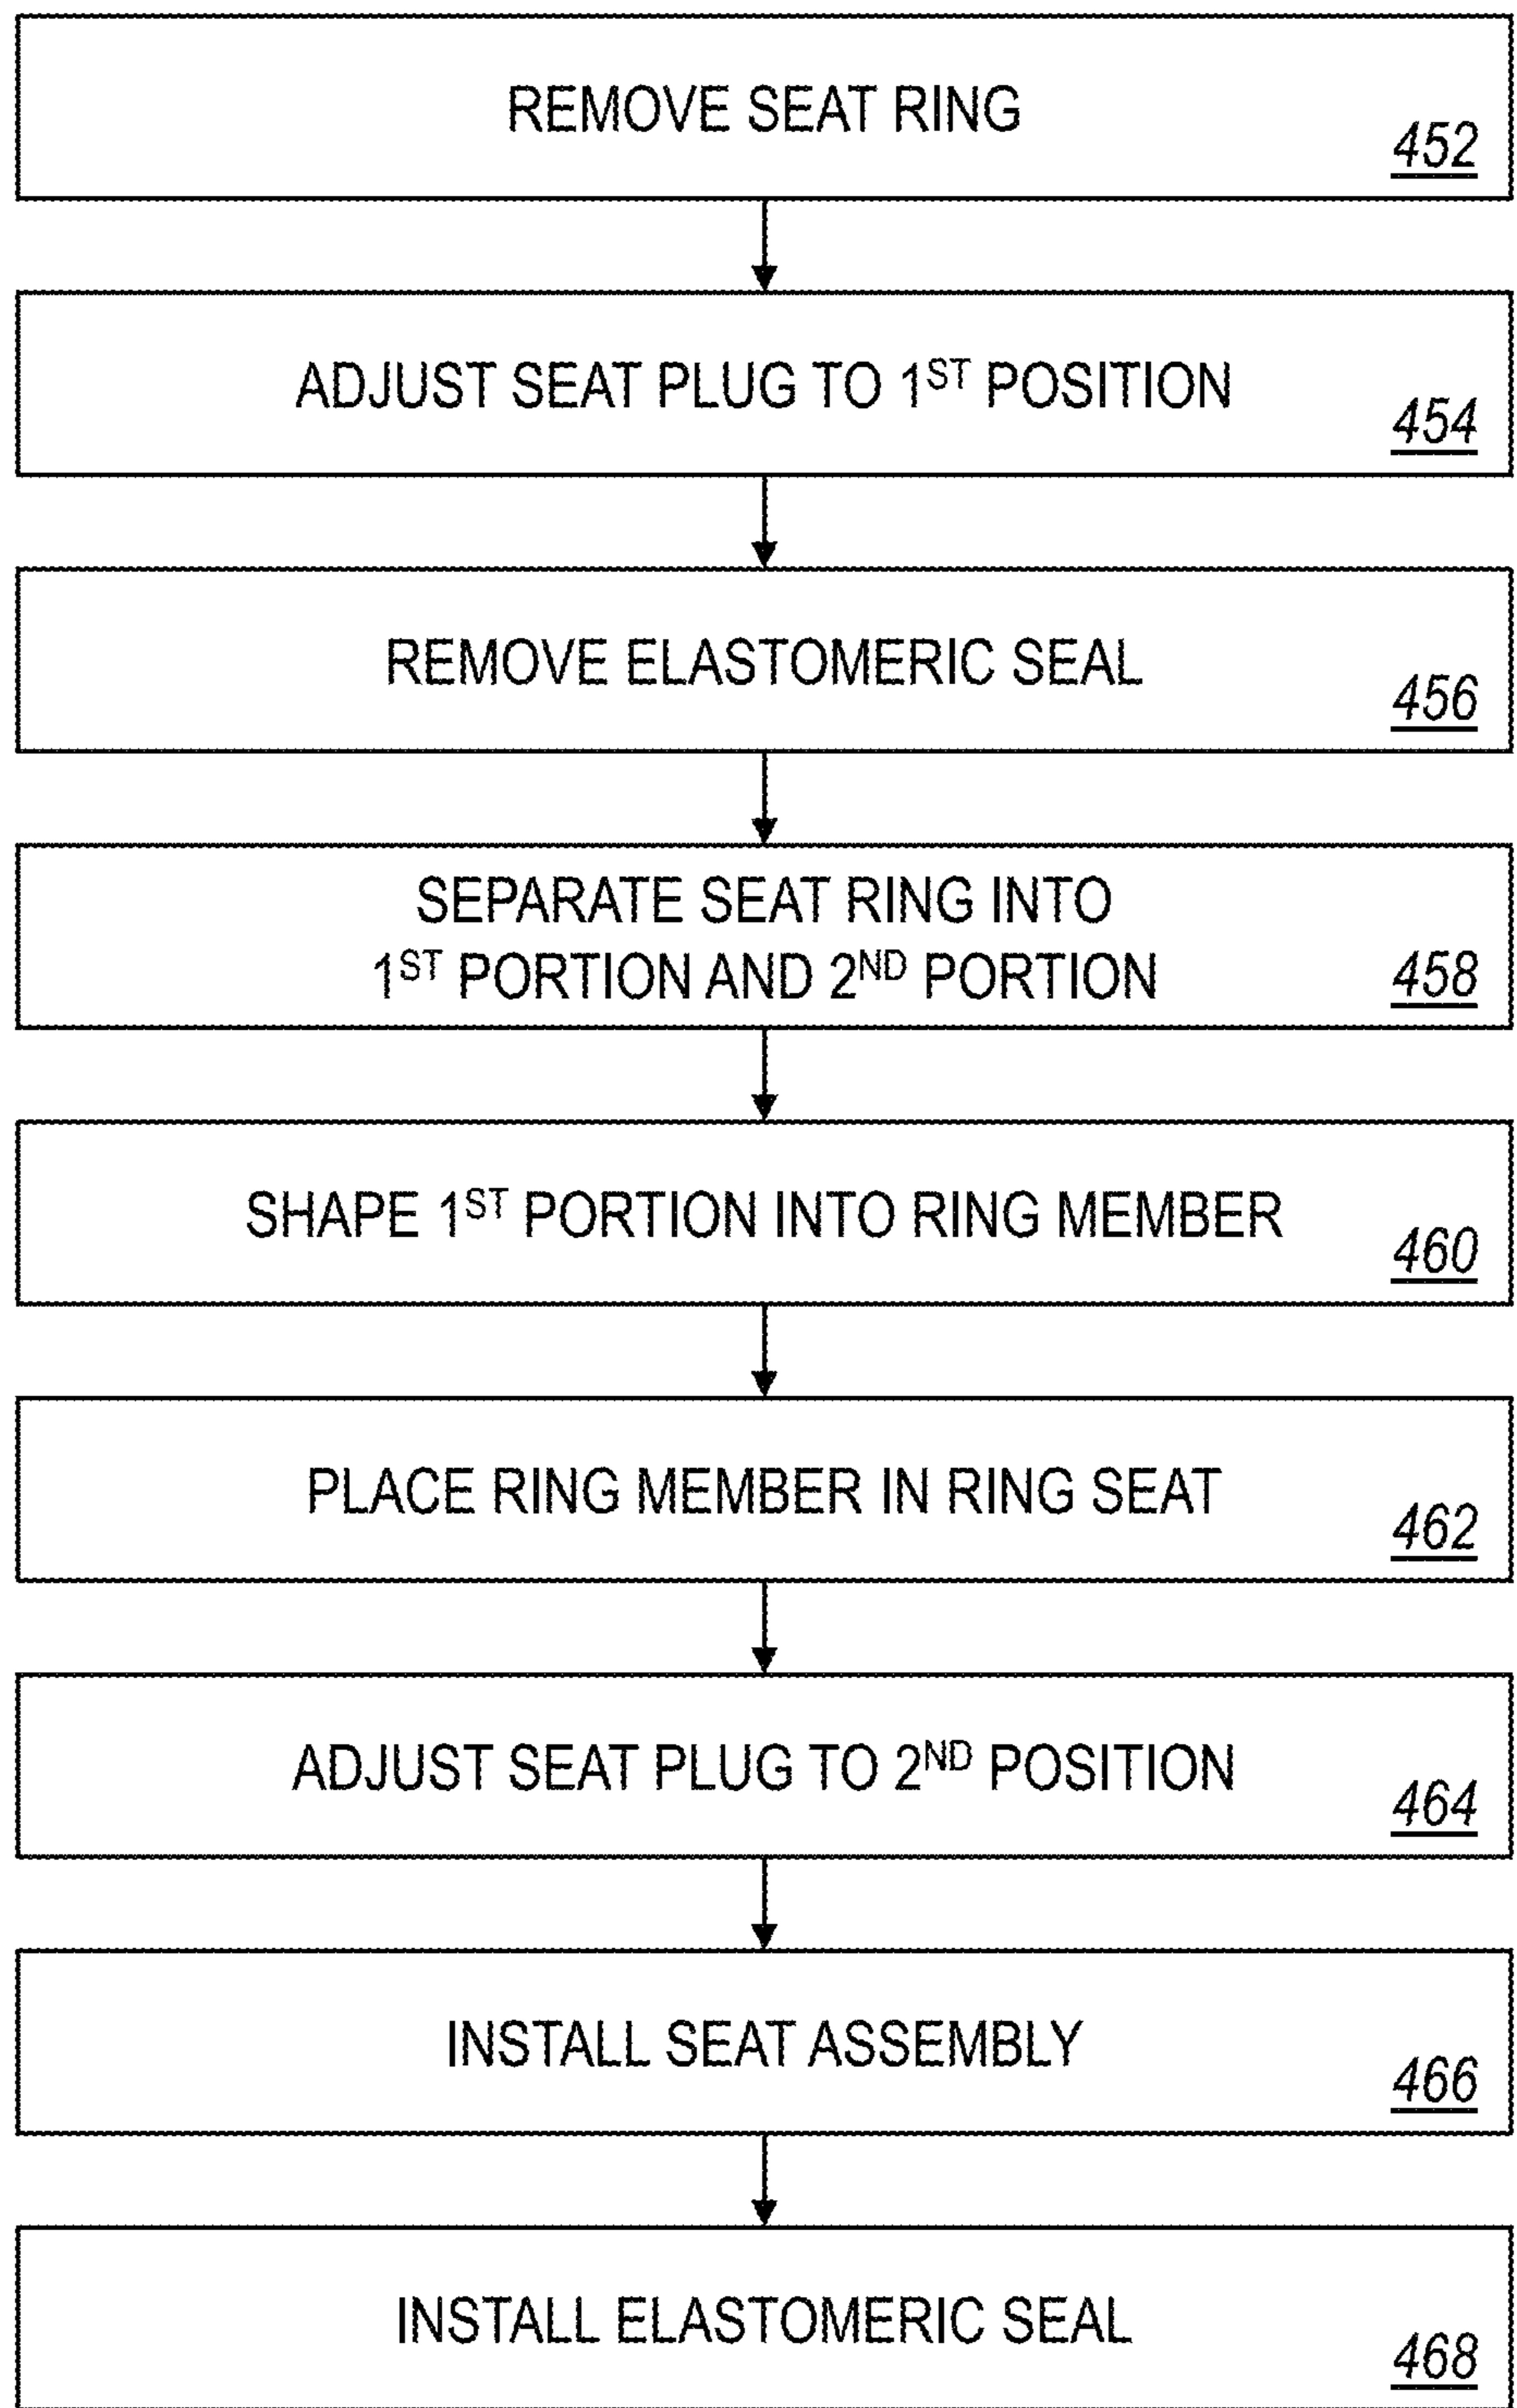 REMOVE SEAT RING
452
ADJUST SEAT PLUG TO 1ST POSITION
454
REMOVE ELASTOMERIC SEAL
456
SEPARATE SEAT RING INTO
1ST PORTION AND 2ND PORTION
458
SHAPE 1ST PORTION INTO RING MEMBER
460
PLACE RING MEMBER IN RING SEAT
462
ADJUST SEAT PLUG TO 2ND POSITION
464
INSTALL SEAT ASSEMBLY
466
INSTALL ELASTOMERIC SEAL
468